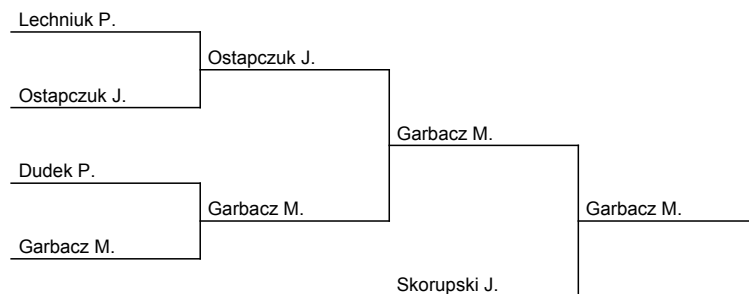 Lechniuk P.
Ostapczuk J.
Ostapczuk J.
Garbacz M.
Dudek P.
Garbacz M.
Garbacz M.
Garbacz M.
Skorupski J.